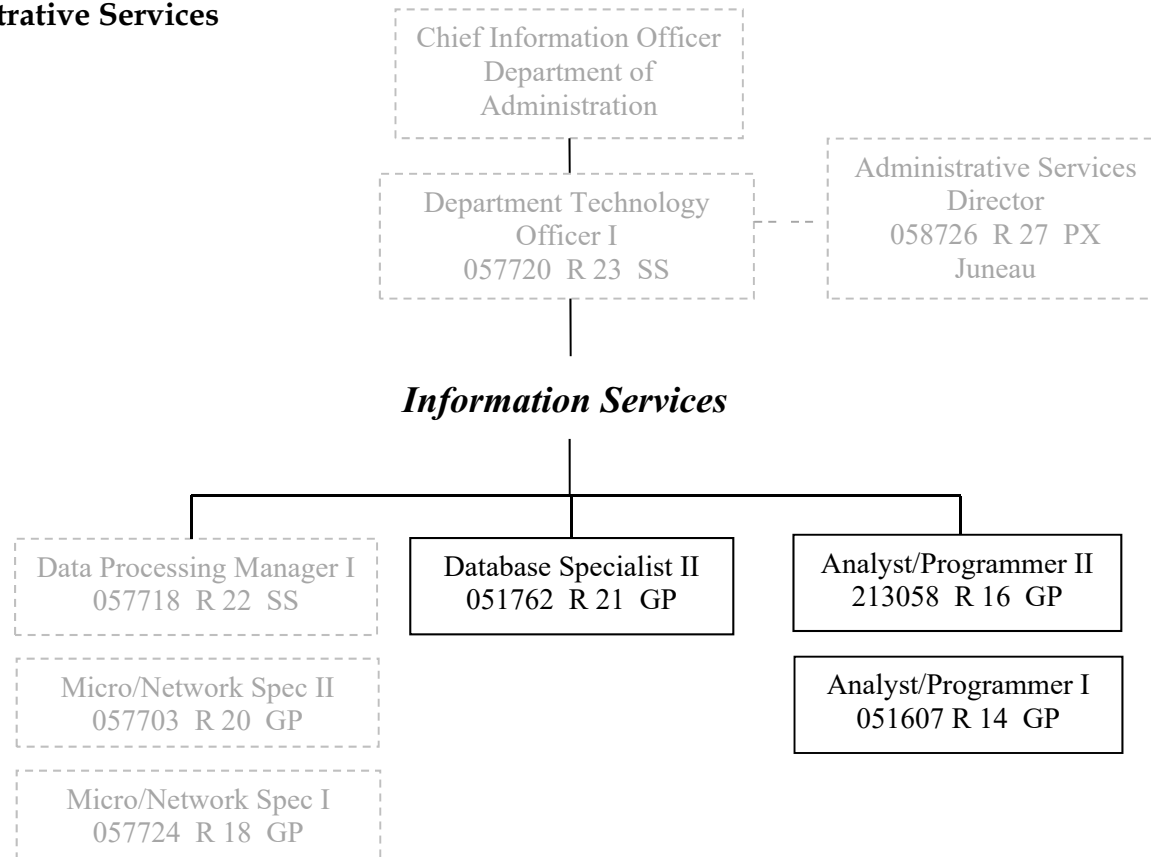 trative Services
Chief Information Officer
Department of
Administration
Department Technology
Officer I
057720 R 23 SS
Administrative Services
Director
058726 R 27 PX
Juneau
Information Services
Data Processing Manager I
057718 R 22 SS
Database Specialist II
051762 R 21 GP
Analyst/Programmer II
213058 R 16 GP
Micro/Network Spec II
057703 R 20 GP
Analyst/Programmer I
051607 R 14 GP
Micro/Network Spec I
057724 R 18 GP